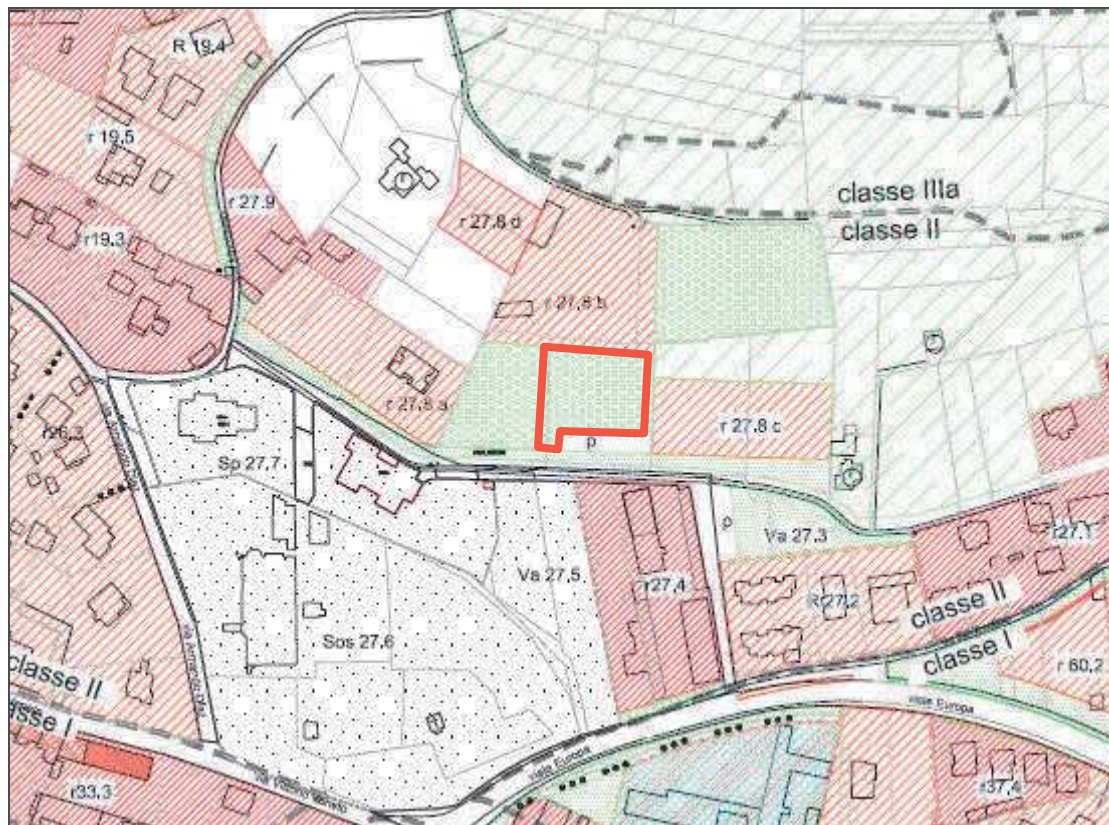 R 19.4
r 19.5
r 27.9
r19.3
classe IIIa
classe II
r 27.8 d
r 27.8 b
r 27.8 a
r 27.8 c
r26.3
p
Sp 27.7
p
Va 27.3
r27.1
Va 27.5
r27.4
R 27.2
classe II
classe I
Sos 27.6
r 60.2
classe II
classe I
viale Europa
viale Europa
r33.3
r37.4